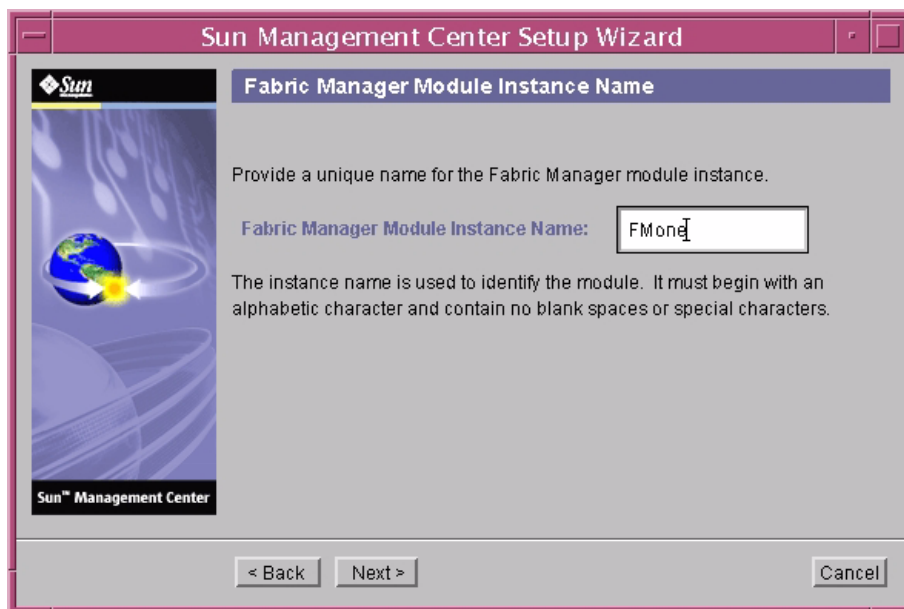 Sun Management Center Setup Wizard
Sun
Fabric Manager Module Instance Name
Provide a unique name for the Fabric Manager module instance.
Fabric Manager Module Instance Name: FMone
The instance name is used to identify the module. It must begin with an
alphabetic character and contain no blank spaces or special characters.
Sun™ Management Center
< Back Next > Cancel